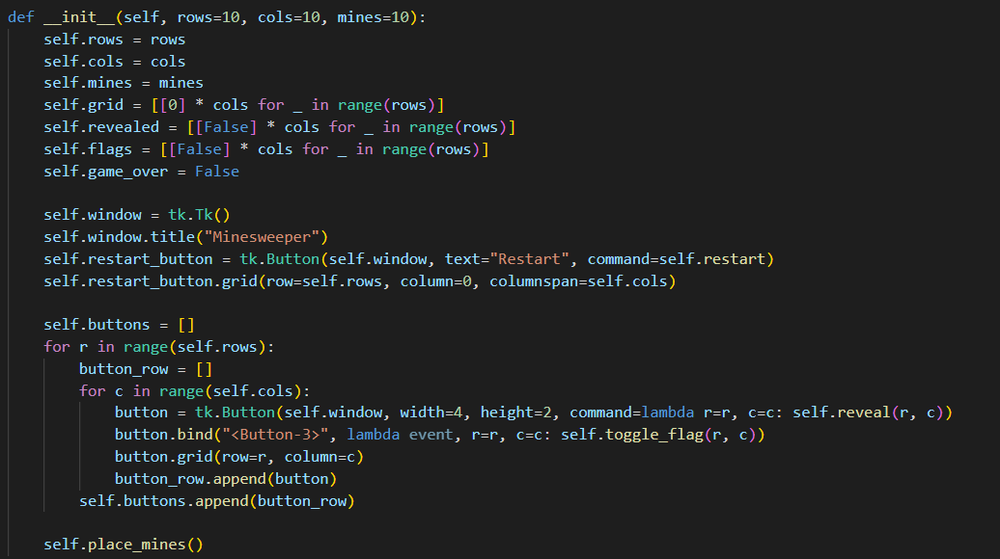 def __init__(self, rows=10, cols=10, mines=10):
    self.rows = rows
    self.cols = cols
    self.mines = mines
    self.grid = [[0] * cols for _ in range(rows)]
    self.revealed = [[False] * cols for _ in range(rows)]
    self.flags = [[False] * cols for _ in range(rows)]
    self.game_over = False

    self.window = tk.Tk()
    self.window.title("Minesweeper")
    self.restart_button = tk.Button(self.window, text="Restart", command=self.restart)
    self.restart_button.grid(row=self.rows, column=0, columnspan=self.cols)

    self.buttons = []
    for r in range(self.rows):
        button_row = []
        for c in range(self.cols):
            button = tk.Button(self.window, width=4, height=2, command=lambda r=r, c=c: self.reveal(r, c))
            button.bind("<Button-3>", lambda event, r=r, c=c: self.toggle_flag(r, c))
            button.grid(row=r, column=c)
            button_row.append(button)
        self.buttons.append(button_row)

    self.place_mines()